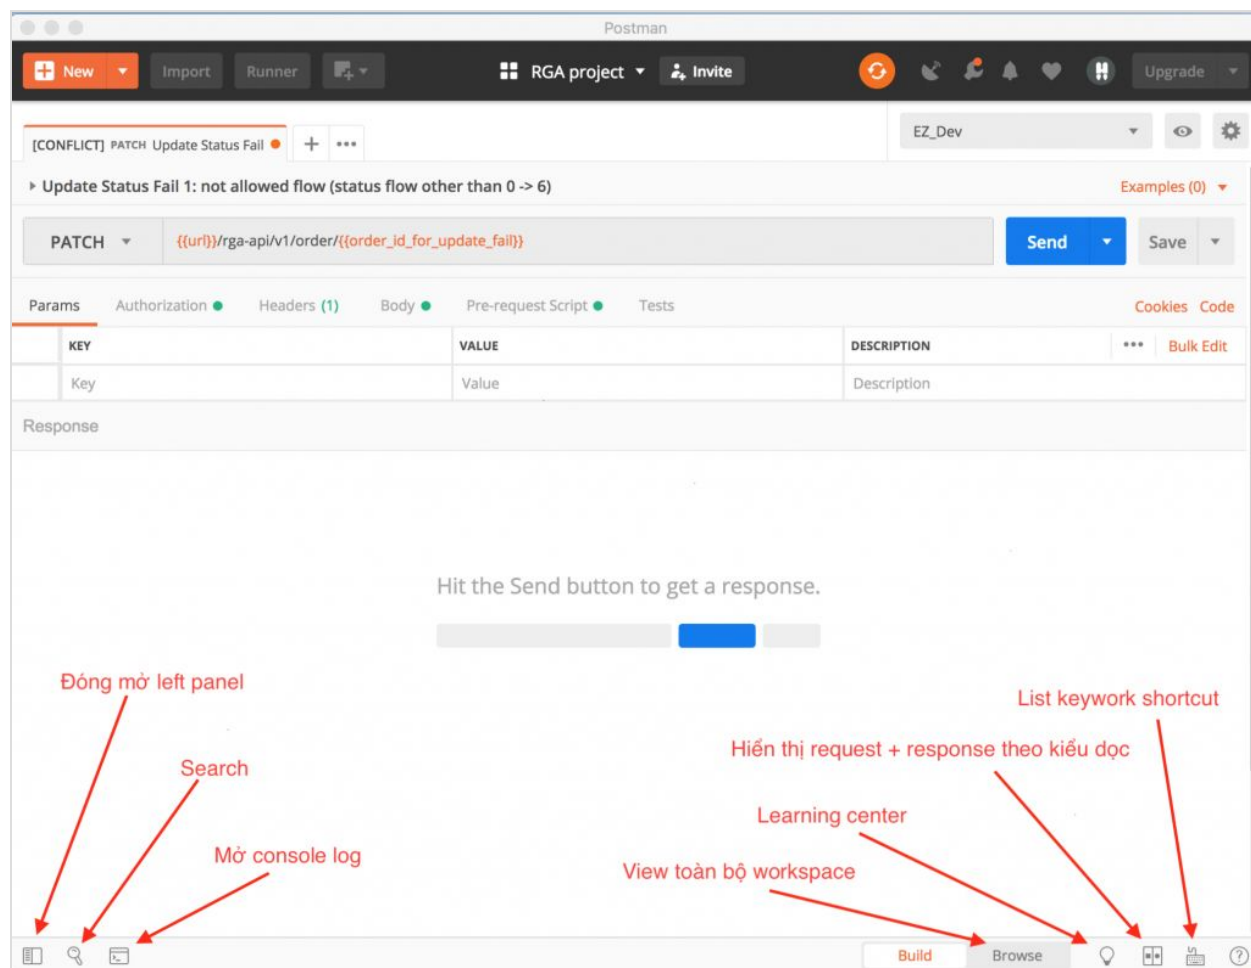 Postman
New
Import
Runner
RGA project
Invite
Upgrade
[CONFLICT] PATCH Update Status Fail
EZ_Dev
Update Status Fail 1: not allowed flow (status flow other than 0 -> 6)
Examples (0)
PATCH
{{url}}/rga-api/v1/order/{{order_id_for_update_fail}}
Send
Save
Params
Authorization
Headers (1)
Body
Pre-request Script
Tests
Cookies
Code
KEY
VALUE
DESCRIPTION
Bulk Edit
Key
Value
Description
Response
Hit the Send button to get a response.
Đóng mở left panel
List keywork shortcut
Hiển thị request + response theo kiểu dọc
Search
Learning center
Mở console log
View toàn bộ workspace
Build
Browse